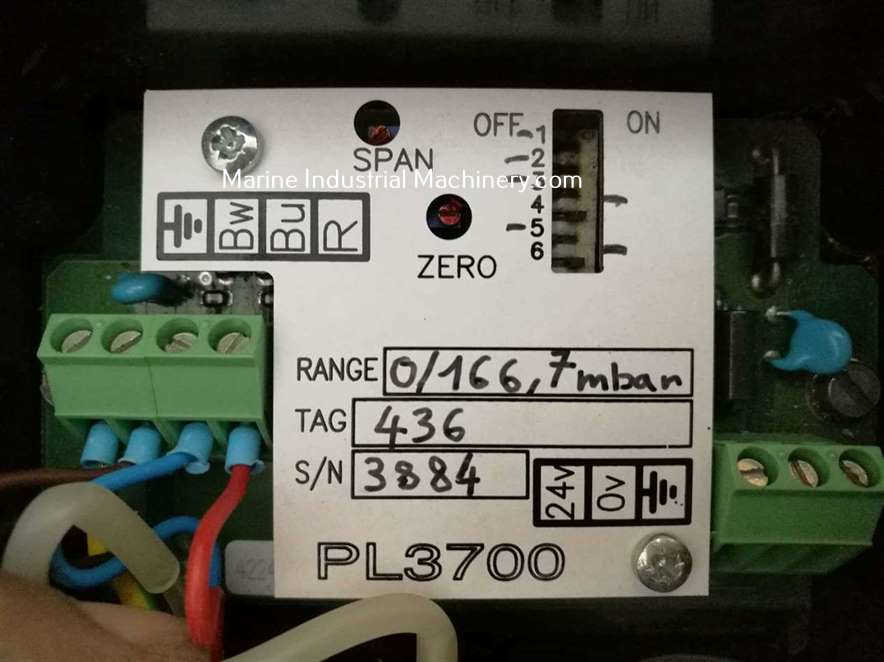 OFF 1 ON
2
3
4
5
6
SPAN
Marine Industrial Machinery.com
Bw Bu R
ZERO
RANGE 0/166,7mbar
TAG 436
S/N 3884
24v 0v
PL3700